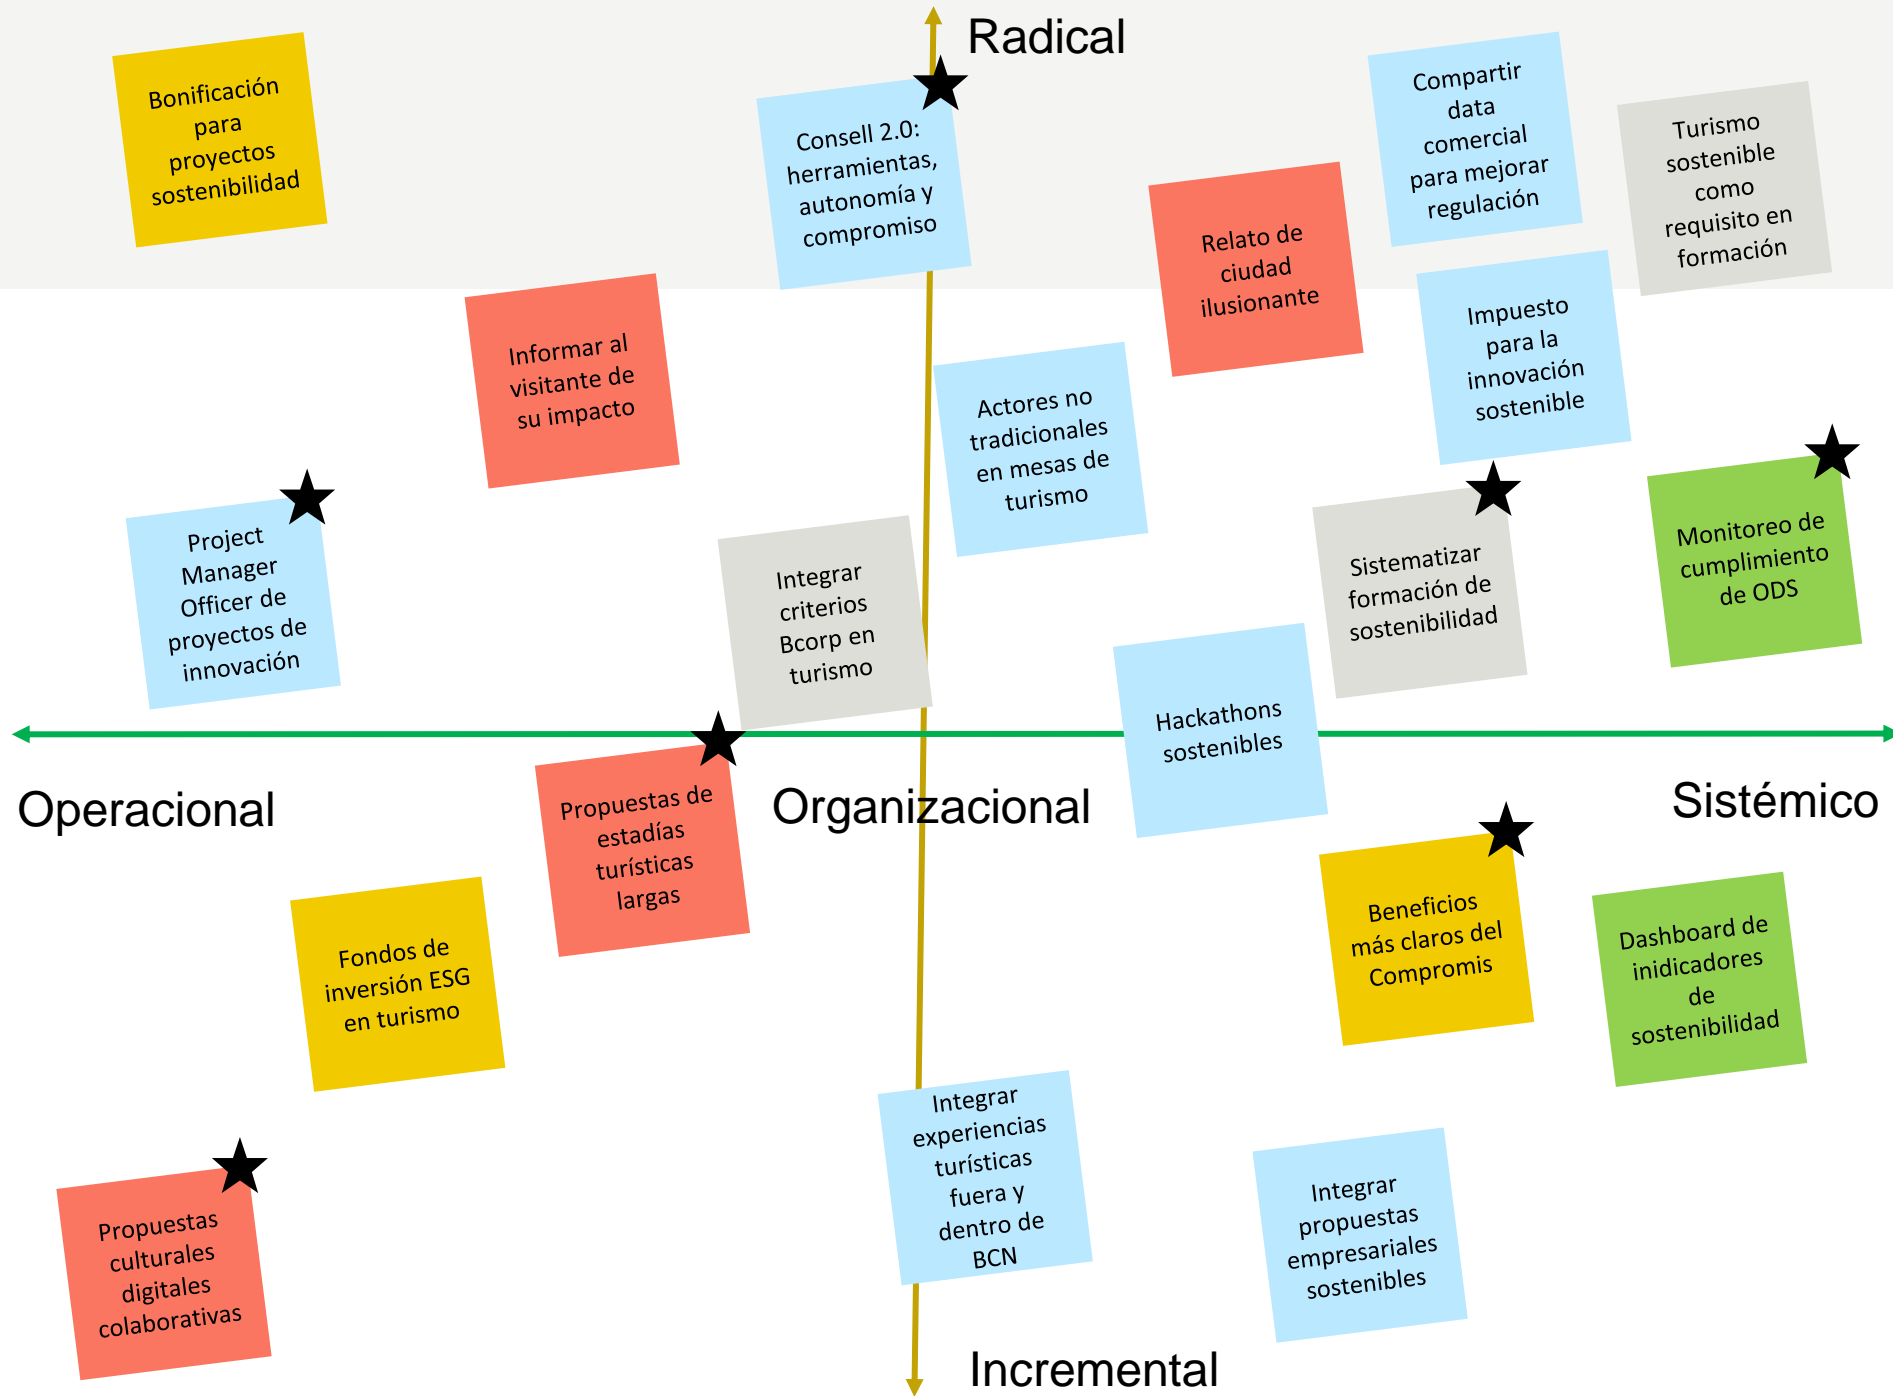 Radical
Bonificación
para
proyectos
sostenibilidad
Consell 2.0:
herramientas,
autonomía y
compromiso
Compartir
data
comercial
para mejorar
regulación
Turismo
sostenible
como
requisito en
formación
Relato de
ciudad
ilusionante
Informar al
visitante de
su impacto
Impuesto
para la
innovación
sostenible
Actores no
tradicionales
en mesas de
turismo
Project
Manager
Officer de
proyectos de
innovación
Integrar
criterios
Bcorp en
turismo
Sistematizar
formación de
sostenibilidad
Monitoreo de
cumplimiento
de ODS
Hackathons
sostenibles
Operacional
Organizacional
Sistémico
Propuestas de
estadías
turísticas
largas
Fondos de
inversión ESG
en turismo
Beneficios
más claros del
Compromis
Dashboard de
inidicadores
de
sostenibilidad
Integrar
experiencias
turísticas
fuera y
dentro de
BCN
Integrar
propuestas
empresariales
sostenibles
Propuestas
culturales
digitales
colaborativas
Incremental